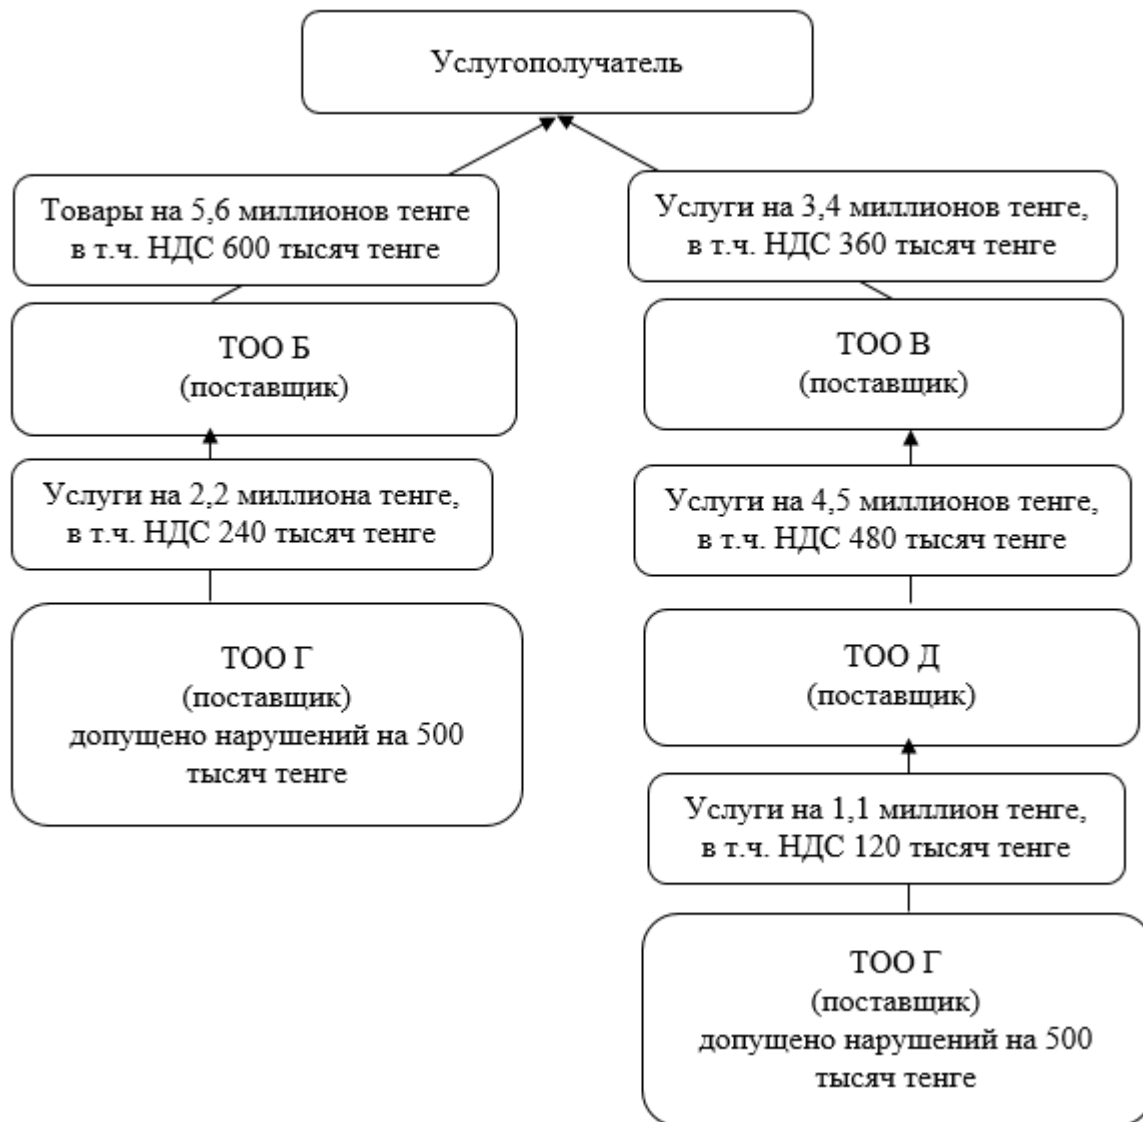 Услугополучатель
Товары на 5,6 миллионов тенге
в т.ч. НДС 600 тысяч тенге
Услуги на 3,4 миллионов тенге,
в т.ч. НДС 360 тысяч тенге
ТОО Б
(поставщик)
ТОО В
(поставщик)
Услуги на 2,2 миллиона тенге,
в т.ч. НДС 240 тысяч тенге
Услуги на 4,5 миллионов тенге,
в т.ч. НДС 480 тысяч тенге
ТОО Г
(поставщик)
допущено нарушений на 500
тысяч тенге
ТОО Д
(поставщик)
Услуги на 1,1 миллион тенге,
в т.ч. НДС 120 тысяч тенге
ТОО Г
(поставщик)
допущено нарушений на 500
тысяч тенге